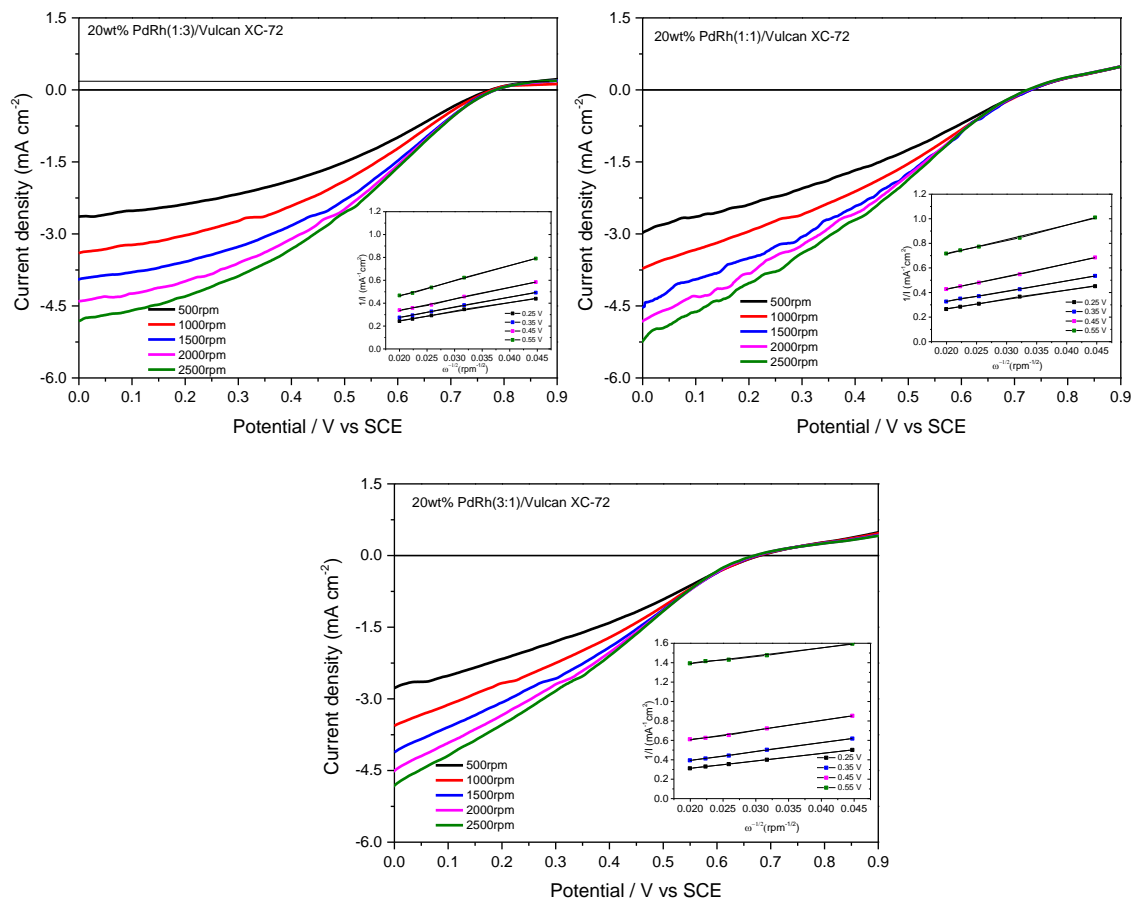 20wt% PdRh(1:3)/Vulcan XC-72
Current density (mA cm⁻²)
1.5
0.0
-1.5
-3.0
-4.5
-6.0
0.0 0.1 0.2 0.3 0.4 0.5 0.6 0.7 0.8 0.9
Potential / V vs SCE
500rpm
1000rpm
1500rpm
2000rpm
2500rpm
1/I (mA⁻¹cm²)
1.2
1.0
0.8
0.6
0.4
0.2
0.0
0.020 0.025 0.030 0.035 0.040 0.045
ω⁻¹/²(rpm⁻¹/²)
0.25 V
0.35 V
0.45 V
0.55 V
20wt% PdRh(1:1)/Vulcan XC-72
Current density (mA cm⁻²)
1.5
0.0
-1.5
-3.0
-4.5
-6.0
0.0 0.1 0.2 0.3 0.4 0.5 0.6 0.7 0.8 0.9
Potential / V vs SCE
500rpm
1000rpm
1500rpm
2000rpm
2500rpm
1/I (mA⁻¹cm²)
1.2
1.0
0.8
0.6
0.4
0.2
0.0
0.020 0.025 0.030 0.035 0.040 0.045
ω⁻¹/²(rpm⁻¹/²)
0.25 V
0.35 V
0.45 V
0.55 V
20wt% PdRh(3:1)/Vulcan XC-72
Current density (mA cm⁻²)
1.5
0.0
-1.5
-3.0
-4.5
-6.0
0.0 0.1 0.2 0.3 0.4 0.5 0.6 0.7 0.8 0.9
Potential / V vs SCE
500rpm
1000rpm
1500rpm
2000rpm
2500rpm
1/I (mA⁻¹cm²)
1.6
1.4
1.2
1.0
0.8
0.6
0.4
0.2
0.0
0.020 0.025 0.030 0.035 0.040 0.045
ω⁻¹/²(rpm⁻¹/²)
0.25 V
0.35 V
0.45 V
0.55 V